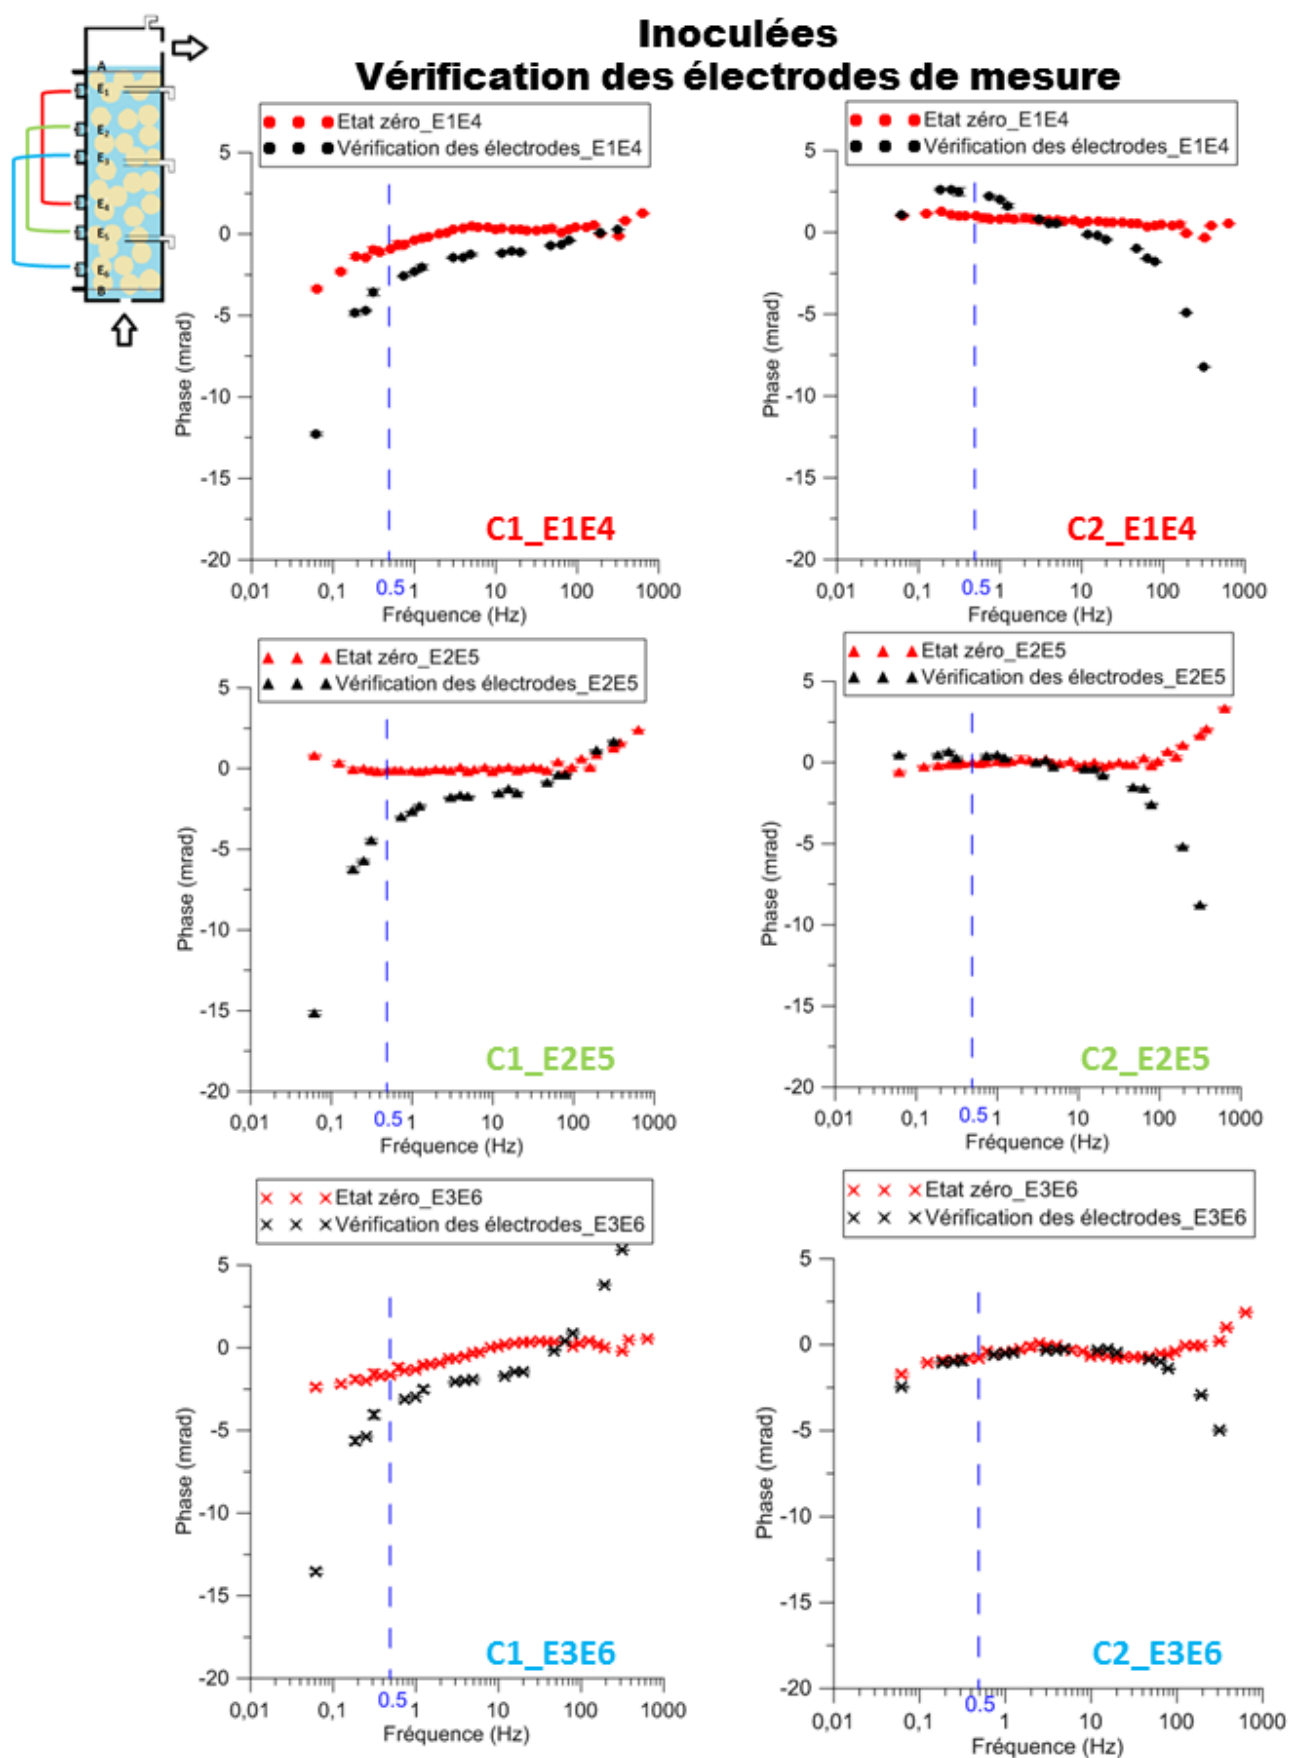 Inoculées
Vérification des électrodes de mesure
A
E1
E2
E3
E4
E5
E6
B
Etat zéro_E1E4
Vérification des électrodes_E1E4
5
0
-5
-10
-15
-20
Phase (mrad)
C1_E1E4
0,01 0,1 0.5 1 10 100 1000
Fréquence (Hz)
Etat zéro_E1E4
Vérification des électrodes_E1E4
5
0
-5
-10
-15
-20
Phase (mrad)
C2_E1E4
0,01 0,1 0.5 1 10 100 1000
Fréquence (Hz)
Etat zéro_E2E5
Vérification des électrodes_E2E5
5
0
-5
-10
-15
-20
Phase (mrad)
C1_E2E5
0,01 0,1 0.5 1 10 100 1000
Fréquence (Hz)
Etat zéro_E2E5
Vérification des électrodes_E2E5
5
0
-5
-10
-15
-20
Phase (mrad)
C2_E2E5
0,01 0,1 0.5 1 10 100 1000
Fréquence (Hz)
Etat zéro_E3E6
Vérification des électrodes_E3E6
5
0
-5
-10
-15
-20
Phase (mrad)
C1_E3E6
0,01 0,1 0.5 1 10 100 1000
Fréquence (Hz)
Etat zéro_E3E6
Vérification des électrodes_E3E6
5
0
-5
-10
-15
-20
Phase (mrad)
C2_E3E6
0,01 0,1 0.5 1 10 100 1000
Fréquence (Hz)